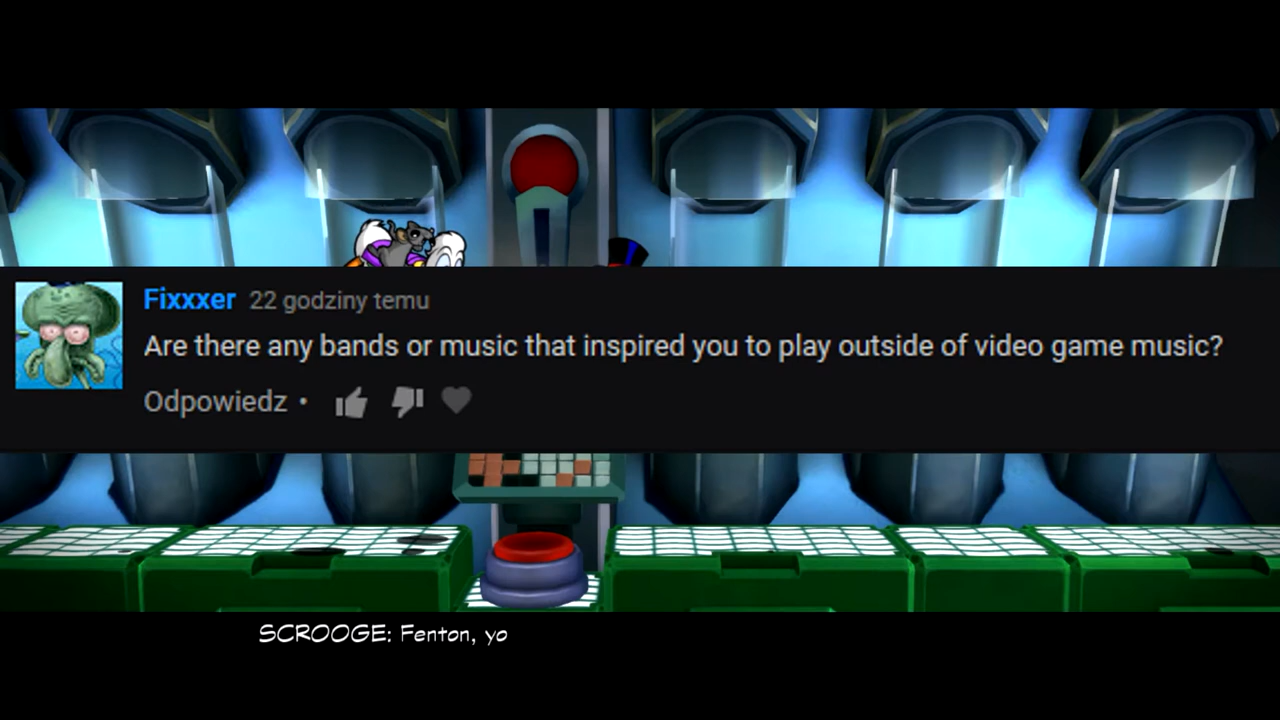 Fixxxer 22 godziny temu
Are there any bands or music that inspired you to play outside of video game music?
Odpowiedz •
SCROOGE: Fenton, yo